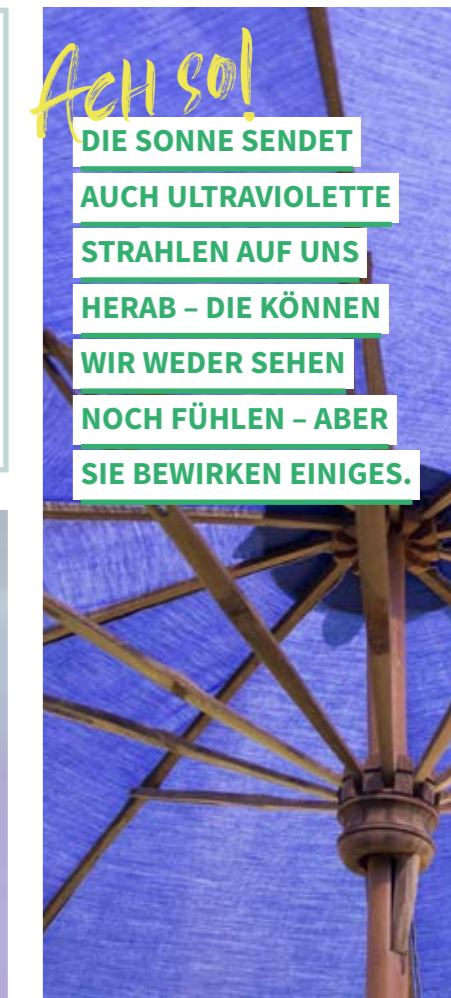 ACH SO!
DIE SONNE SENDET
AUCH ULTRAVIOLETTE
STRAHLEN AUF UNS
HERAB – DIE KÖNNEN
WIR WEDER SEHEN
NOCH FÜHLEN – ABER
SIE BEWIRKEN EINIGES.